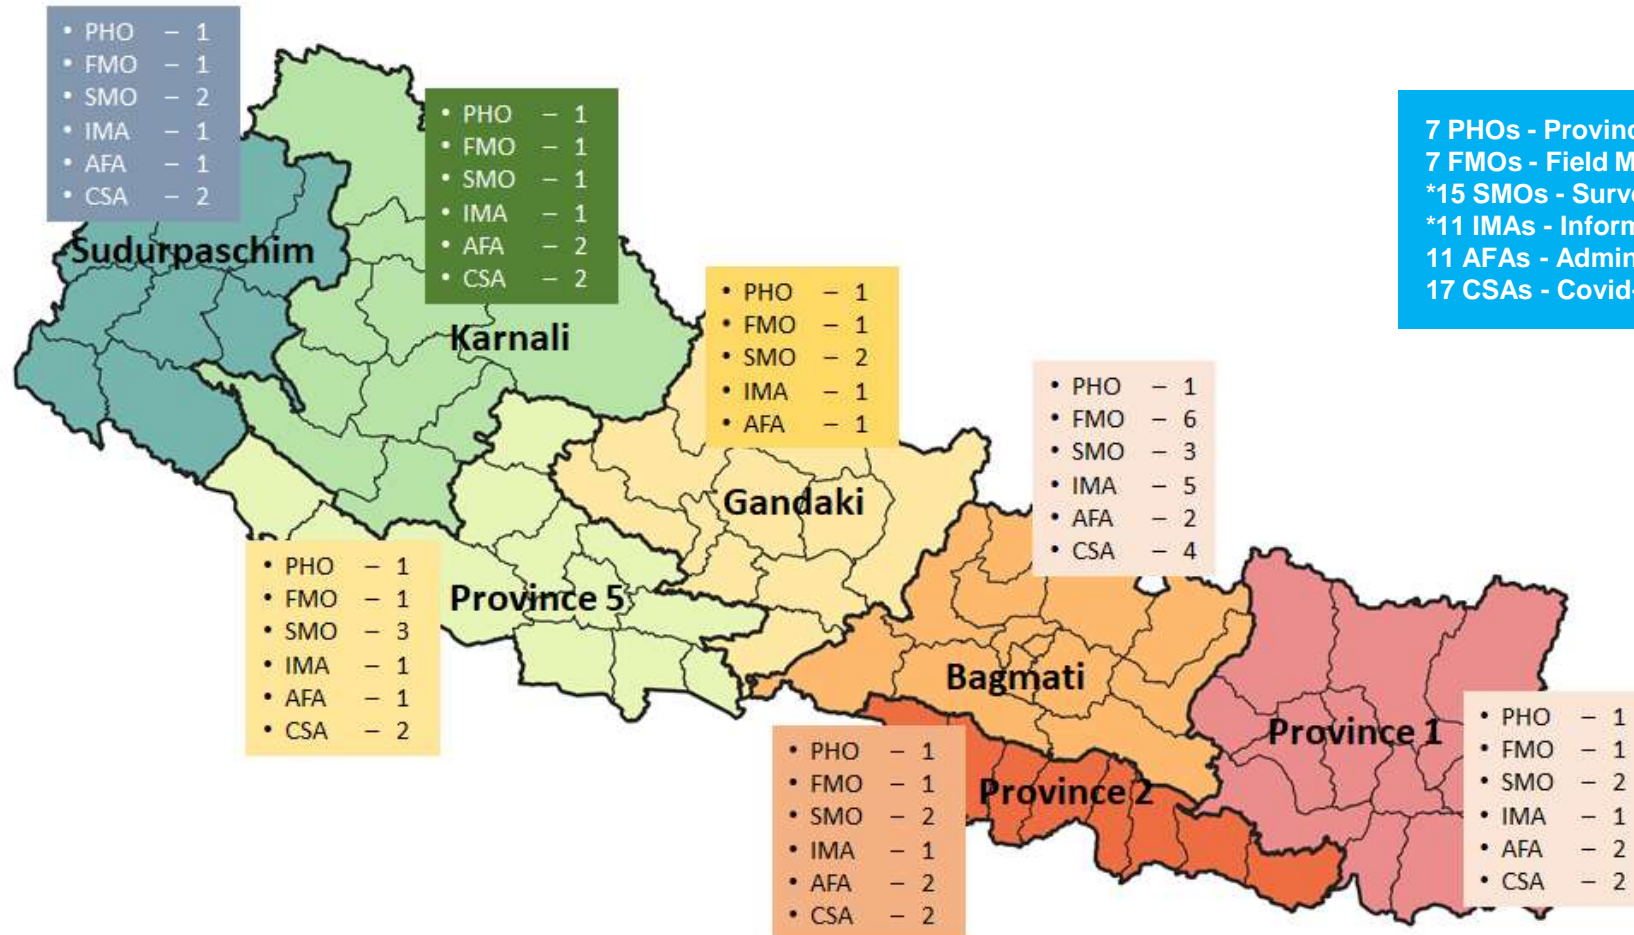 • PHO – 1
• FMO – 1
• SMO – 2
• IMA – 1
• AFA – 1
• CSA – 2
Sudurpaschim
• PHO – 1
• FMO – 1
• SMO – 1
• IMA – 1
• AFA – 2
• CSA – 2
Karnali
• PHO – 1
• FMO – 1
• SMO – 2
• IMA – 1
• AFA – 1
Gandaki
7 PHOs - Provinc
7 FMOs - Field M
*15 SMOs - Surve
*11 IMAs - Inform
11 AFAs - Admin
17 CSAs - Covid-
• PHO – 1
• FMO – 6
• SMO – 3
• IMA – 5
• AFA – 2
• CSA – 4
Bagmati
• PHO – 1
• FMO – 1
• SMO – 3
• IMA – 1
• AFA – 1
• CSA – 2
Province 5
• PHO – 1
• FMO – 1
• SMO – 2
• IMA – 1
• AFA – 2
• CSA – 2
Province 2
Province 1
• PHO – 1
• FMO – 1
• SMO – 2
• IMA – 1
• AFA – 2
• CSA – 2